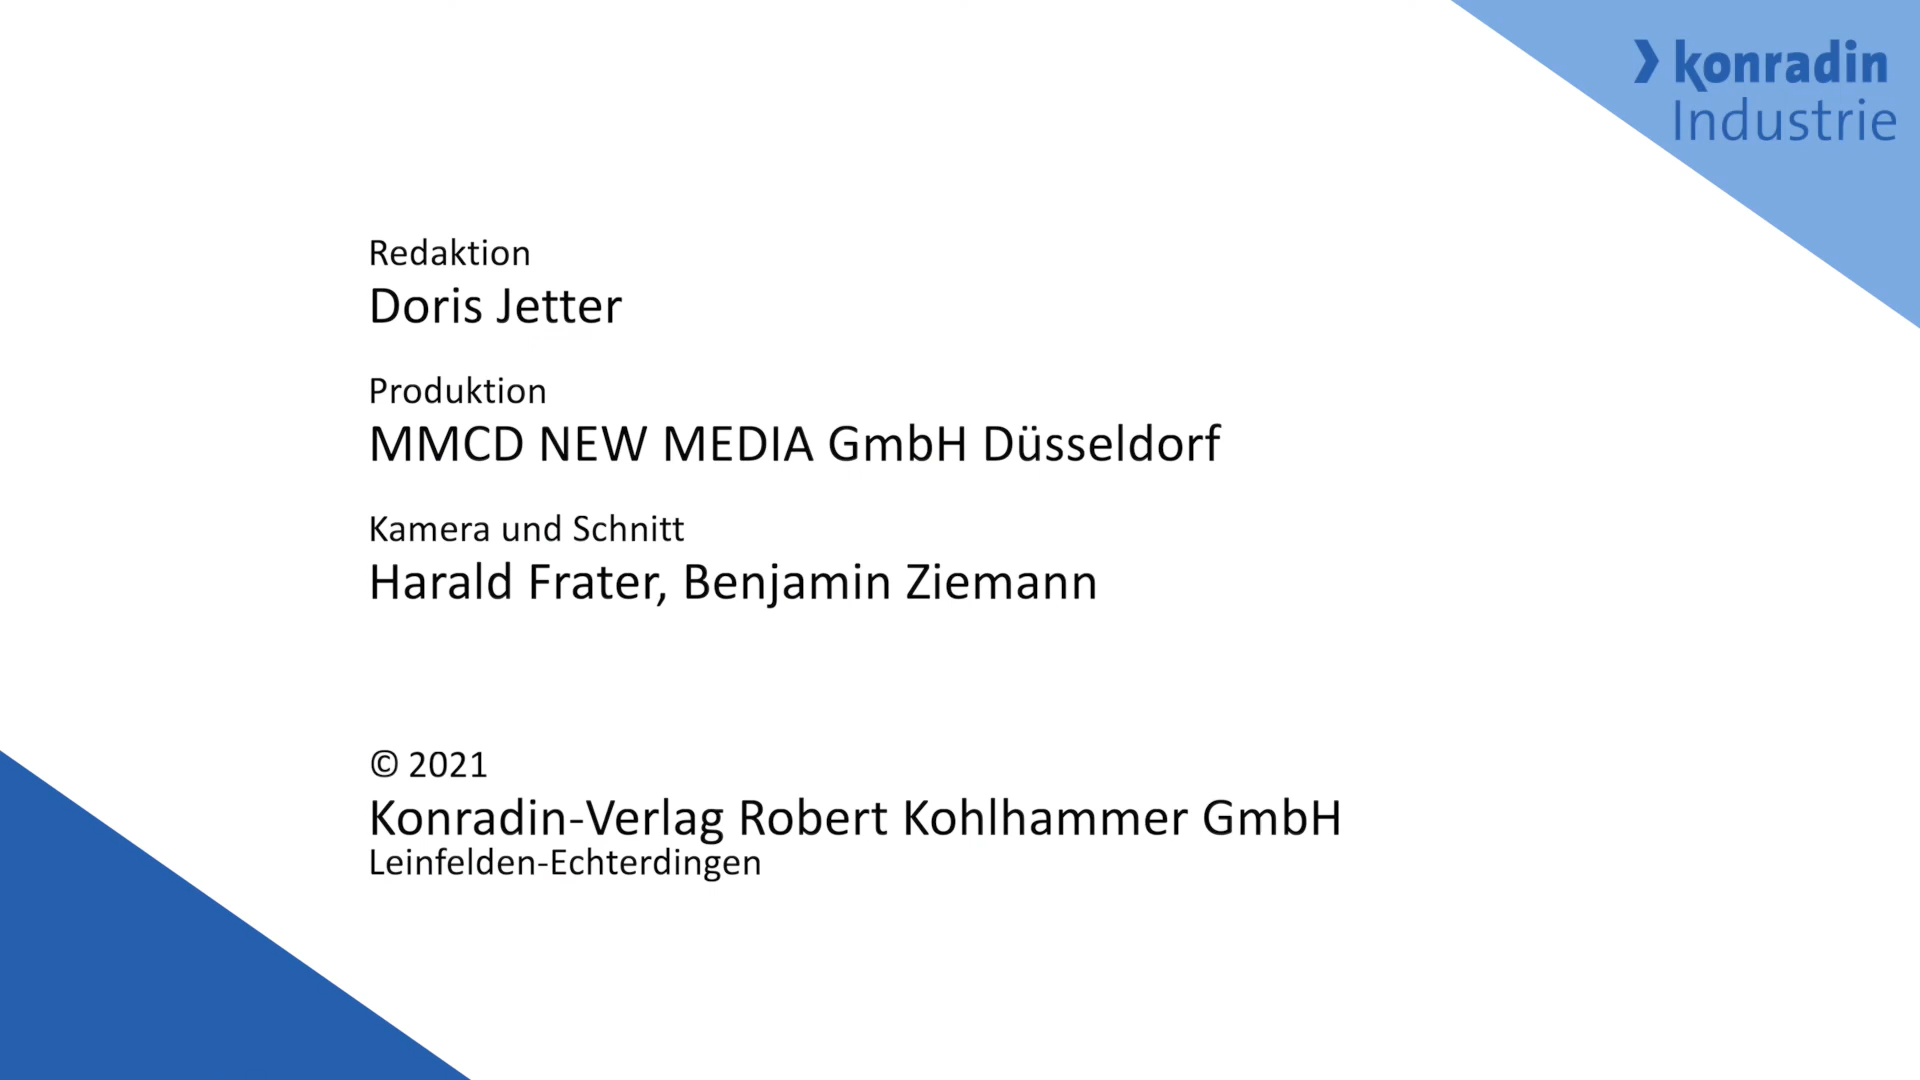 konradin
Industrie
Redaktion
Doris Jetter
Produktion
MMCD NEW MEDIA GmbH Düsseldorf
Kamera und Schnitt
Harald Frater, Benjamin Ziemann
© 2021
Konradin-Verlag Robert Kohlhammer GmbH
Leinfelden-Echterdingen